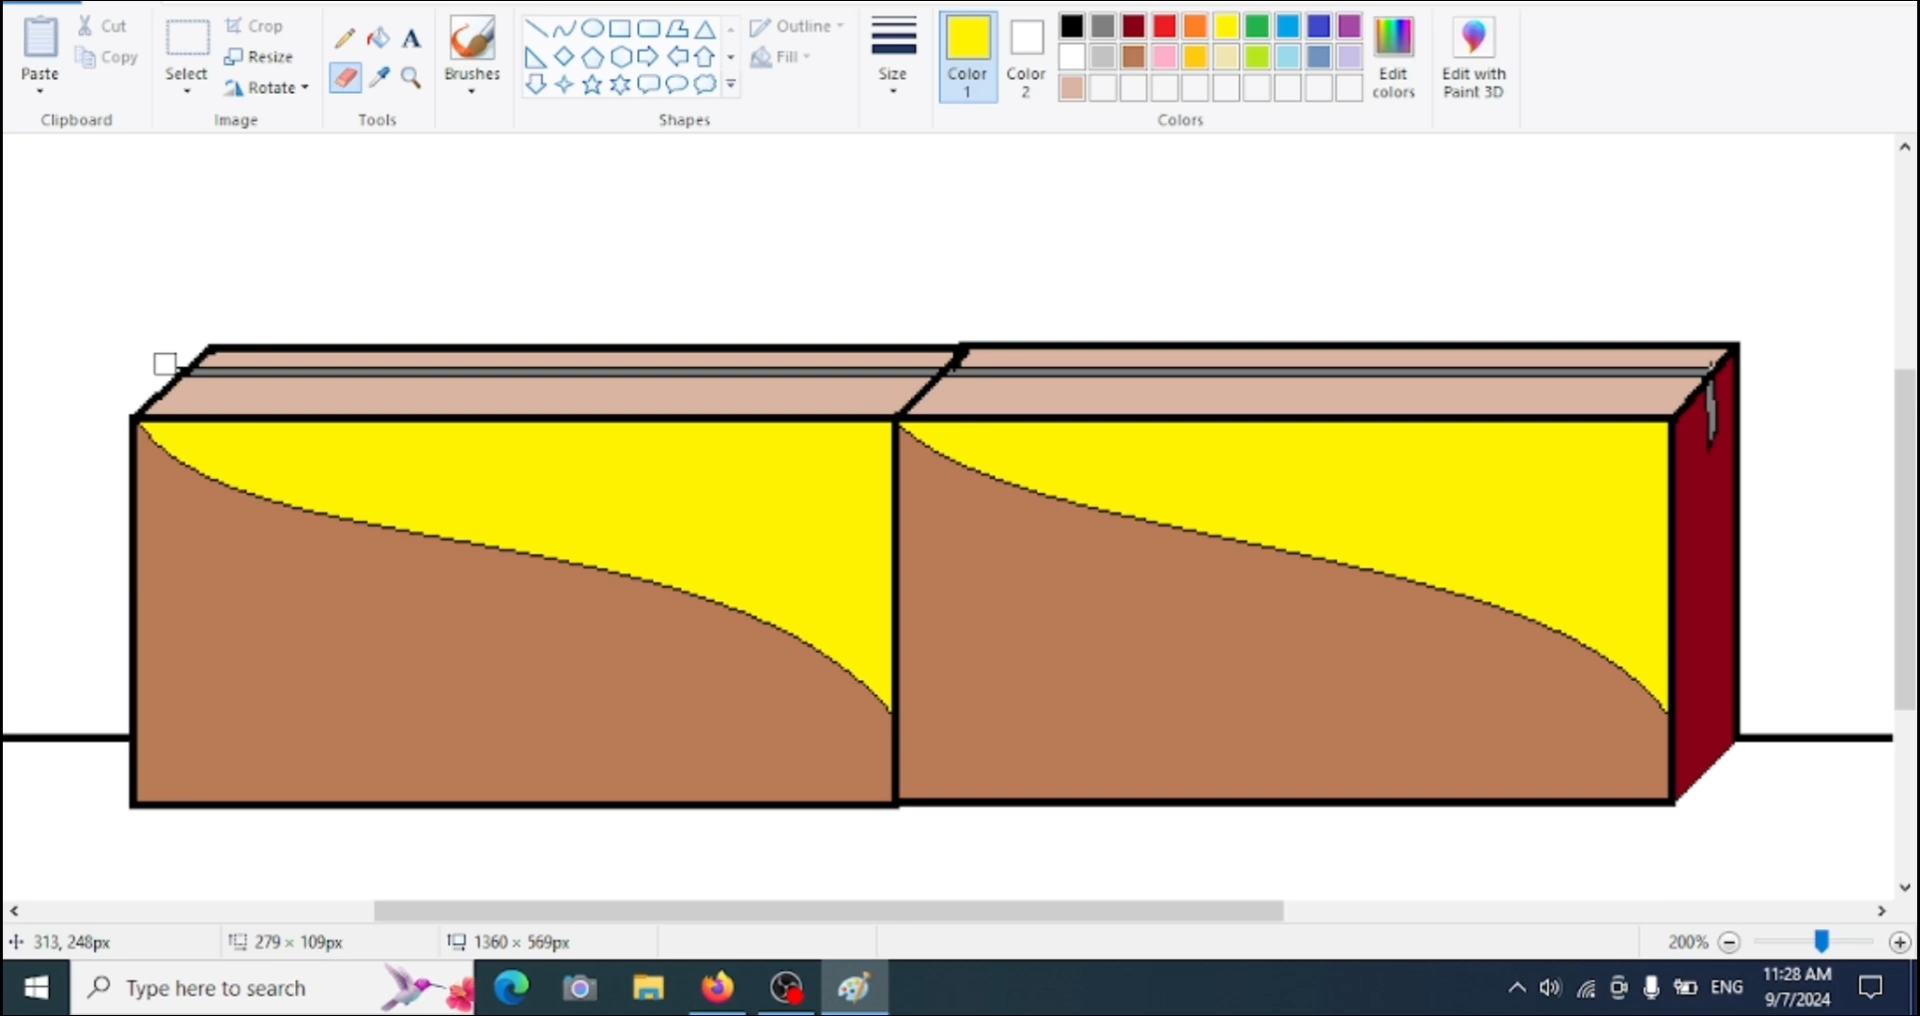 Paste
Cut
Copy
Clipboard
Select
Crop
Resize
Rotate
Image
A
Tools
Brushes
Shapes
Outline
Fill
Size
Color
1
Color
2
Colors
Edit
colors
Edit with
Paint 3D
313, 248px
279 × 109px
1360 × 569px
200%
Type here to search
ENG
11:28 AM
9/7/2024